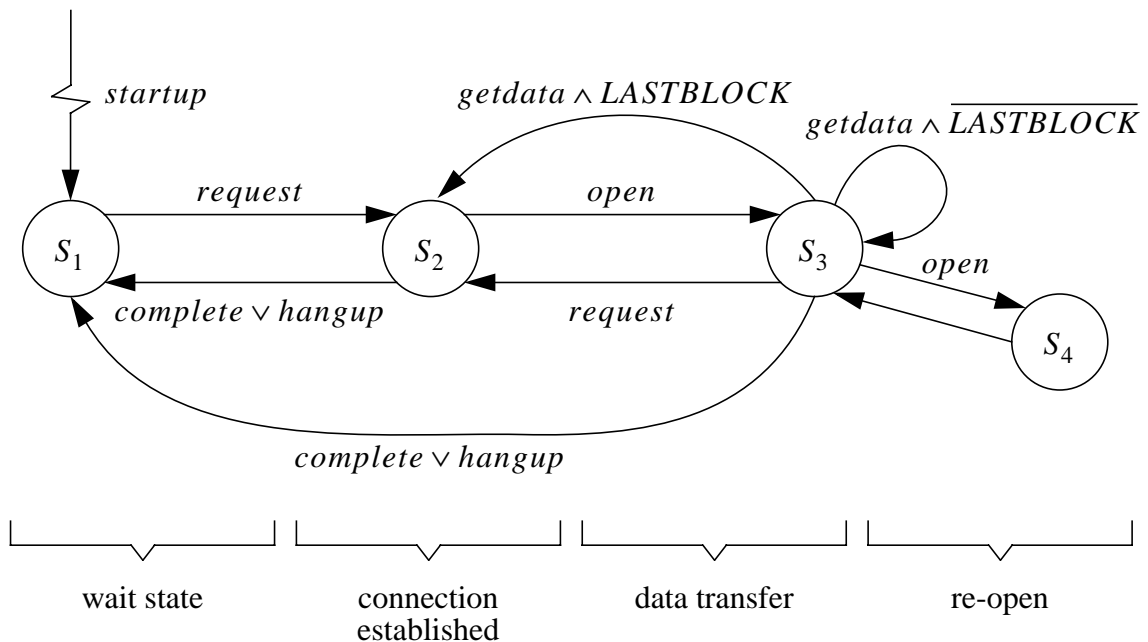 startup
getdata ∧ LASTBLOCK
getdata ∧ L̅A̅S̅T̅B̅L̅O̅C̅K̅
request
open
S₁
S₂
S₃
open
complete ∨ hangup
request
S₄
complete ∨ hangup
wait state
connection
established
data transfer
re-open